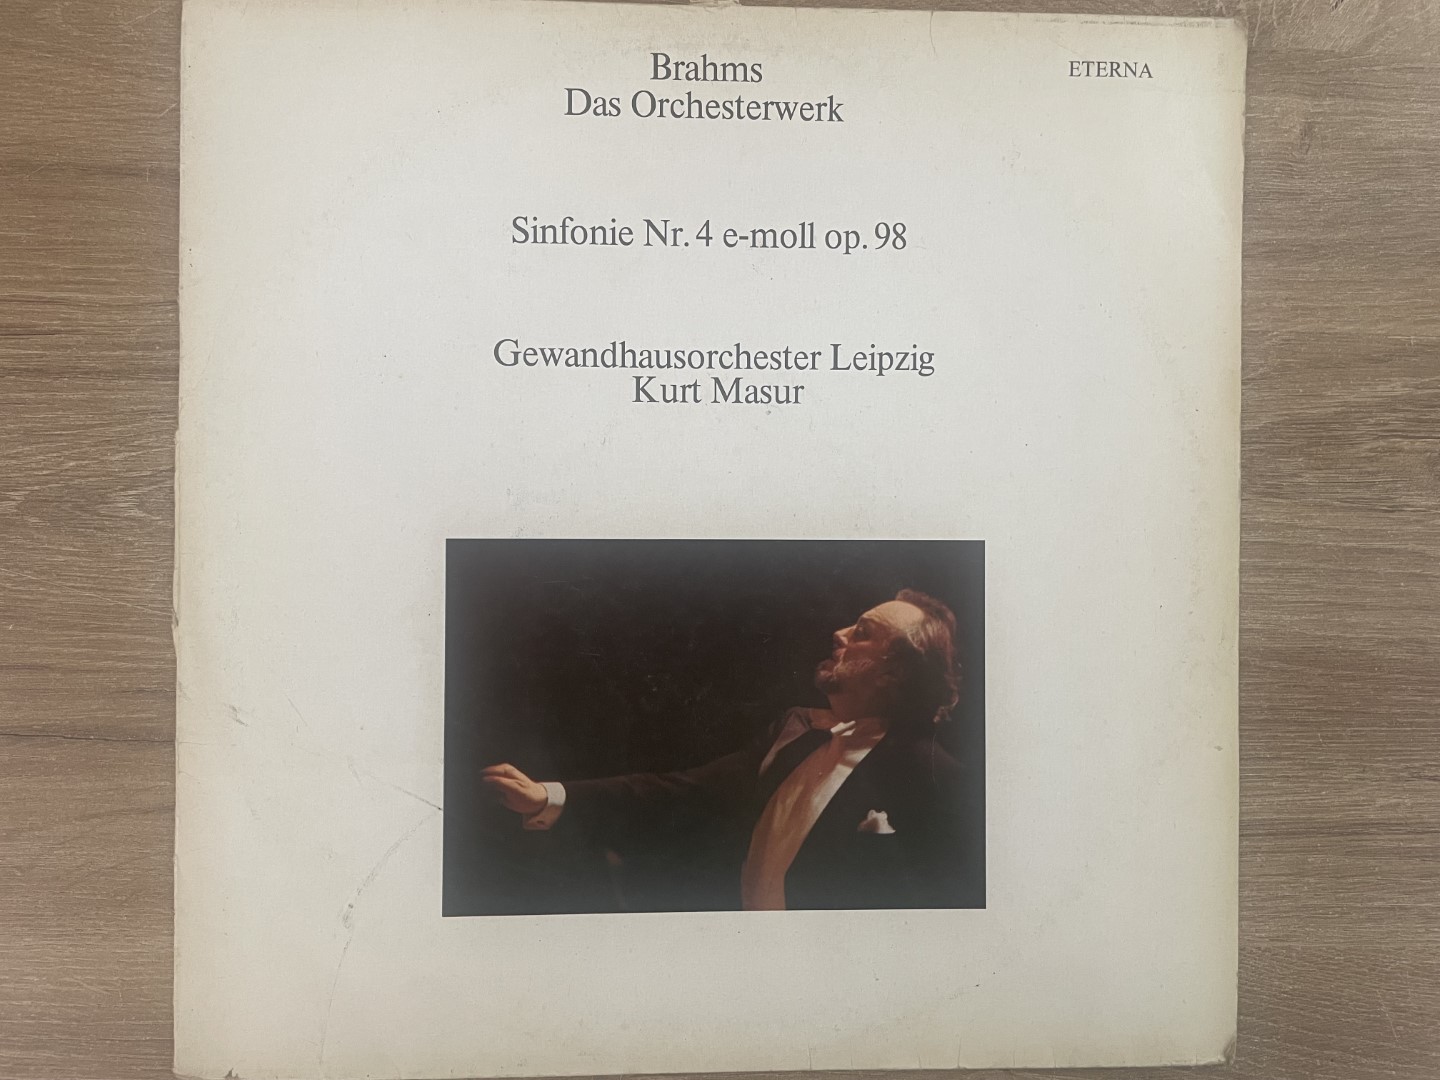 Brahms
Das Orchesterwerk
ETERNA
Sinfonie Nr. 4 e-moll op. 98
Gewandhausorchester Leipzig
Kurt Masur